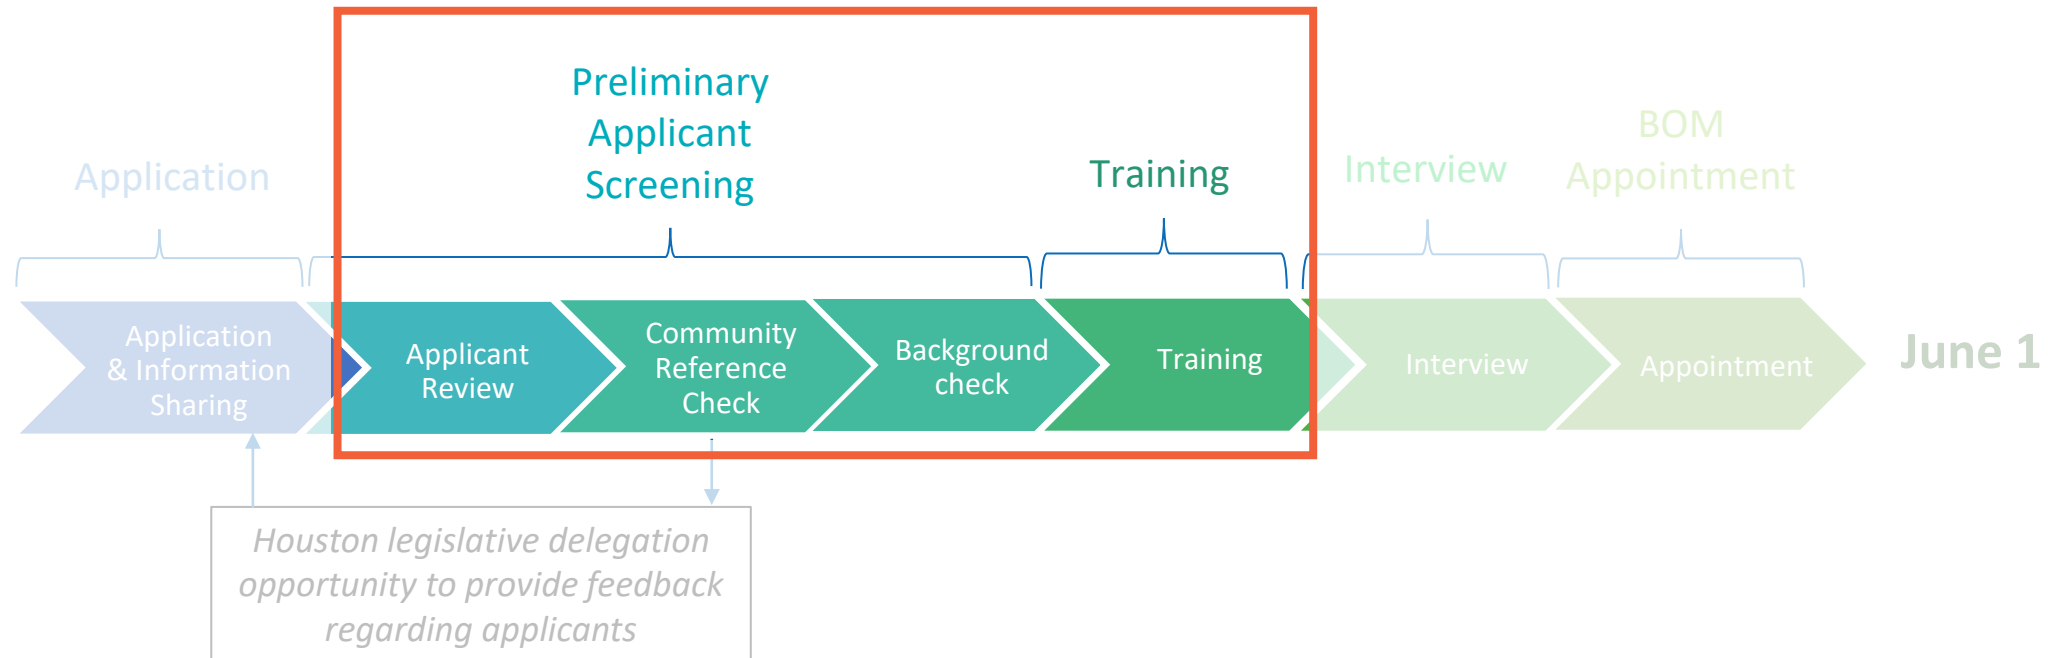 Preliminary
Applicant
Screening
Application
Training
Interview
BOM
Appointment
Application
& Information
Sharing
Applicant
Review
Community
Reference
Check
Background
check
Training
Interview
Appointment
June 1
Houston legislative delegation
opportunity to provide feedback
regarding applicants